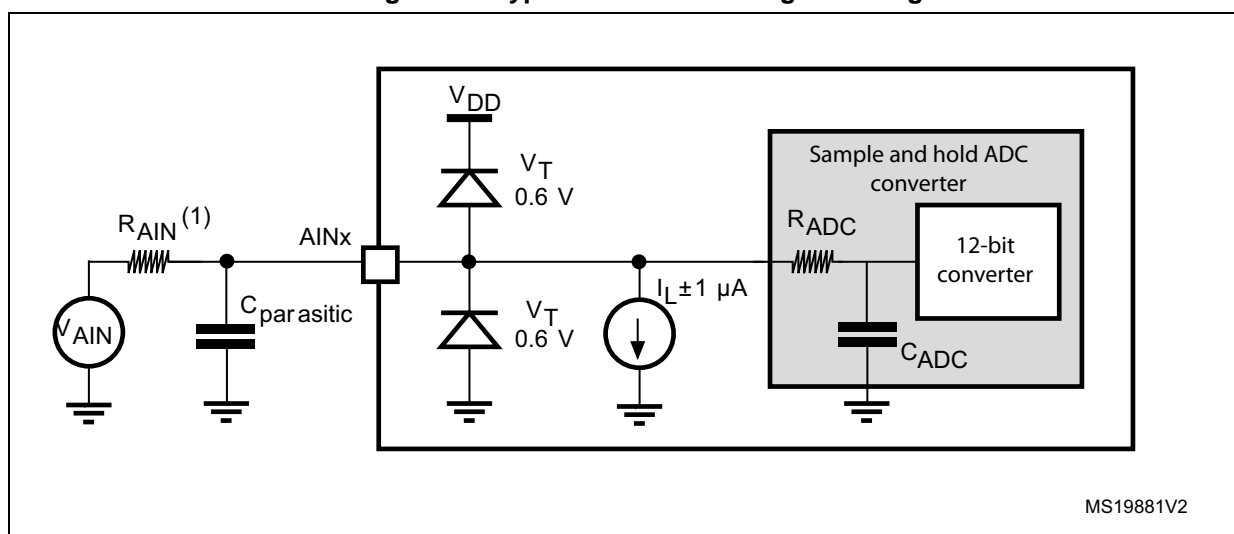 V_DD
V_T
0.6 V
Sample and hold ADC
converter
R_AIN (1)
AINx
R_ADC
12-bit
converter
V_AIN
C_parasitic
V_T
0.6 V
I_L ±1 µA
C_ADC
MS19881V2